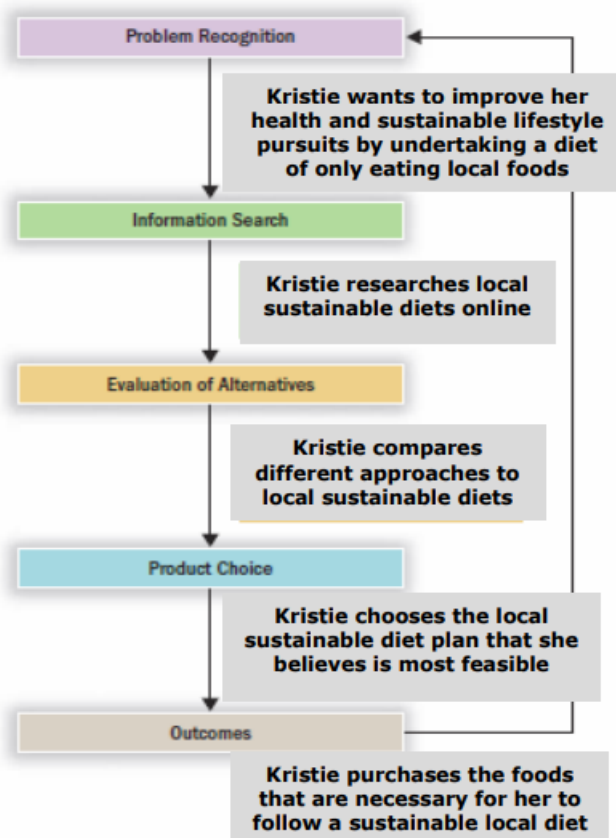 Problem Recognition
Kristie wants to improve her
health and sustainable lifestyle
pursuits by undertaking a diet
of only eating local foods
Information Search
Kristie researches local
sustainable diets online
Evaluation of Alternatives
Kristie compares
different approaches to
local sustainable diets
Product Choice
Kristie chooses the local
sustainable diet plan that she
believes is most feasible
Outcomes
Kristie purchases the foods
that are necessary for her to
follow a sustainable local diet